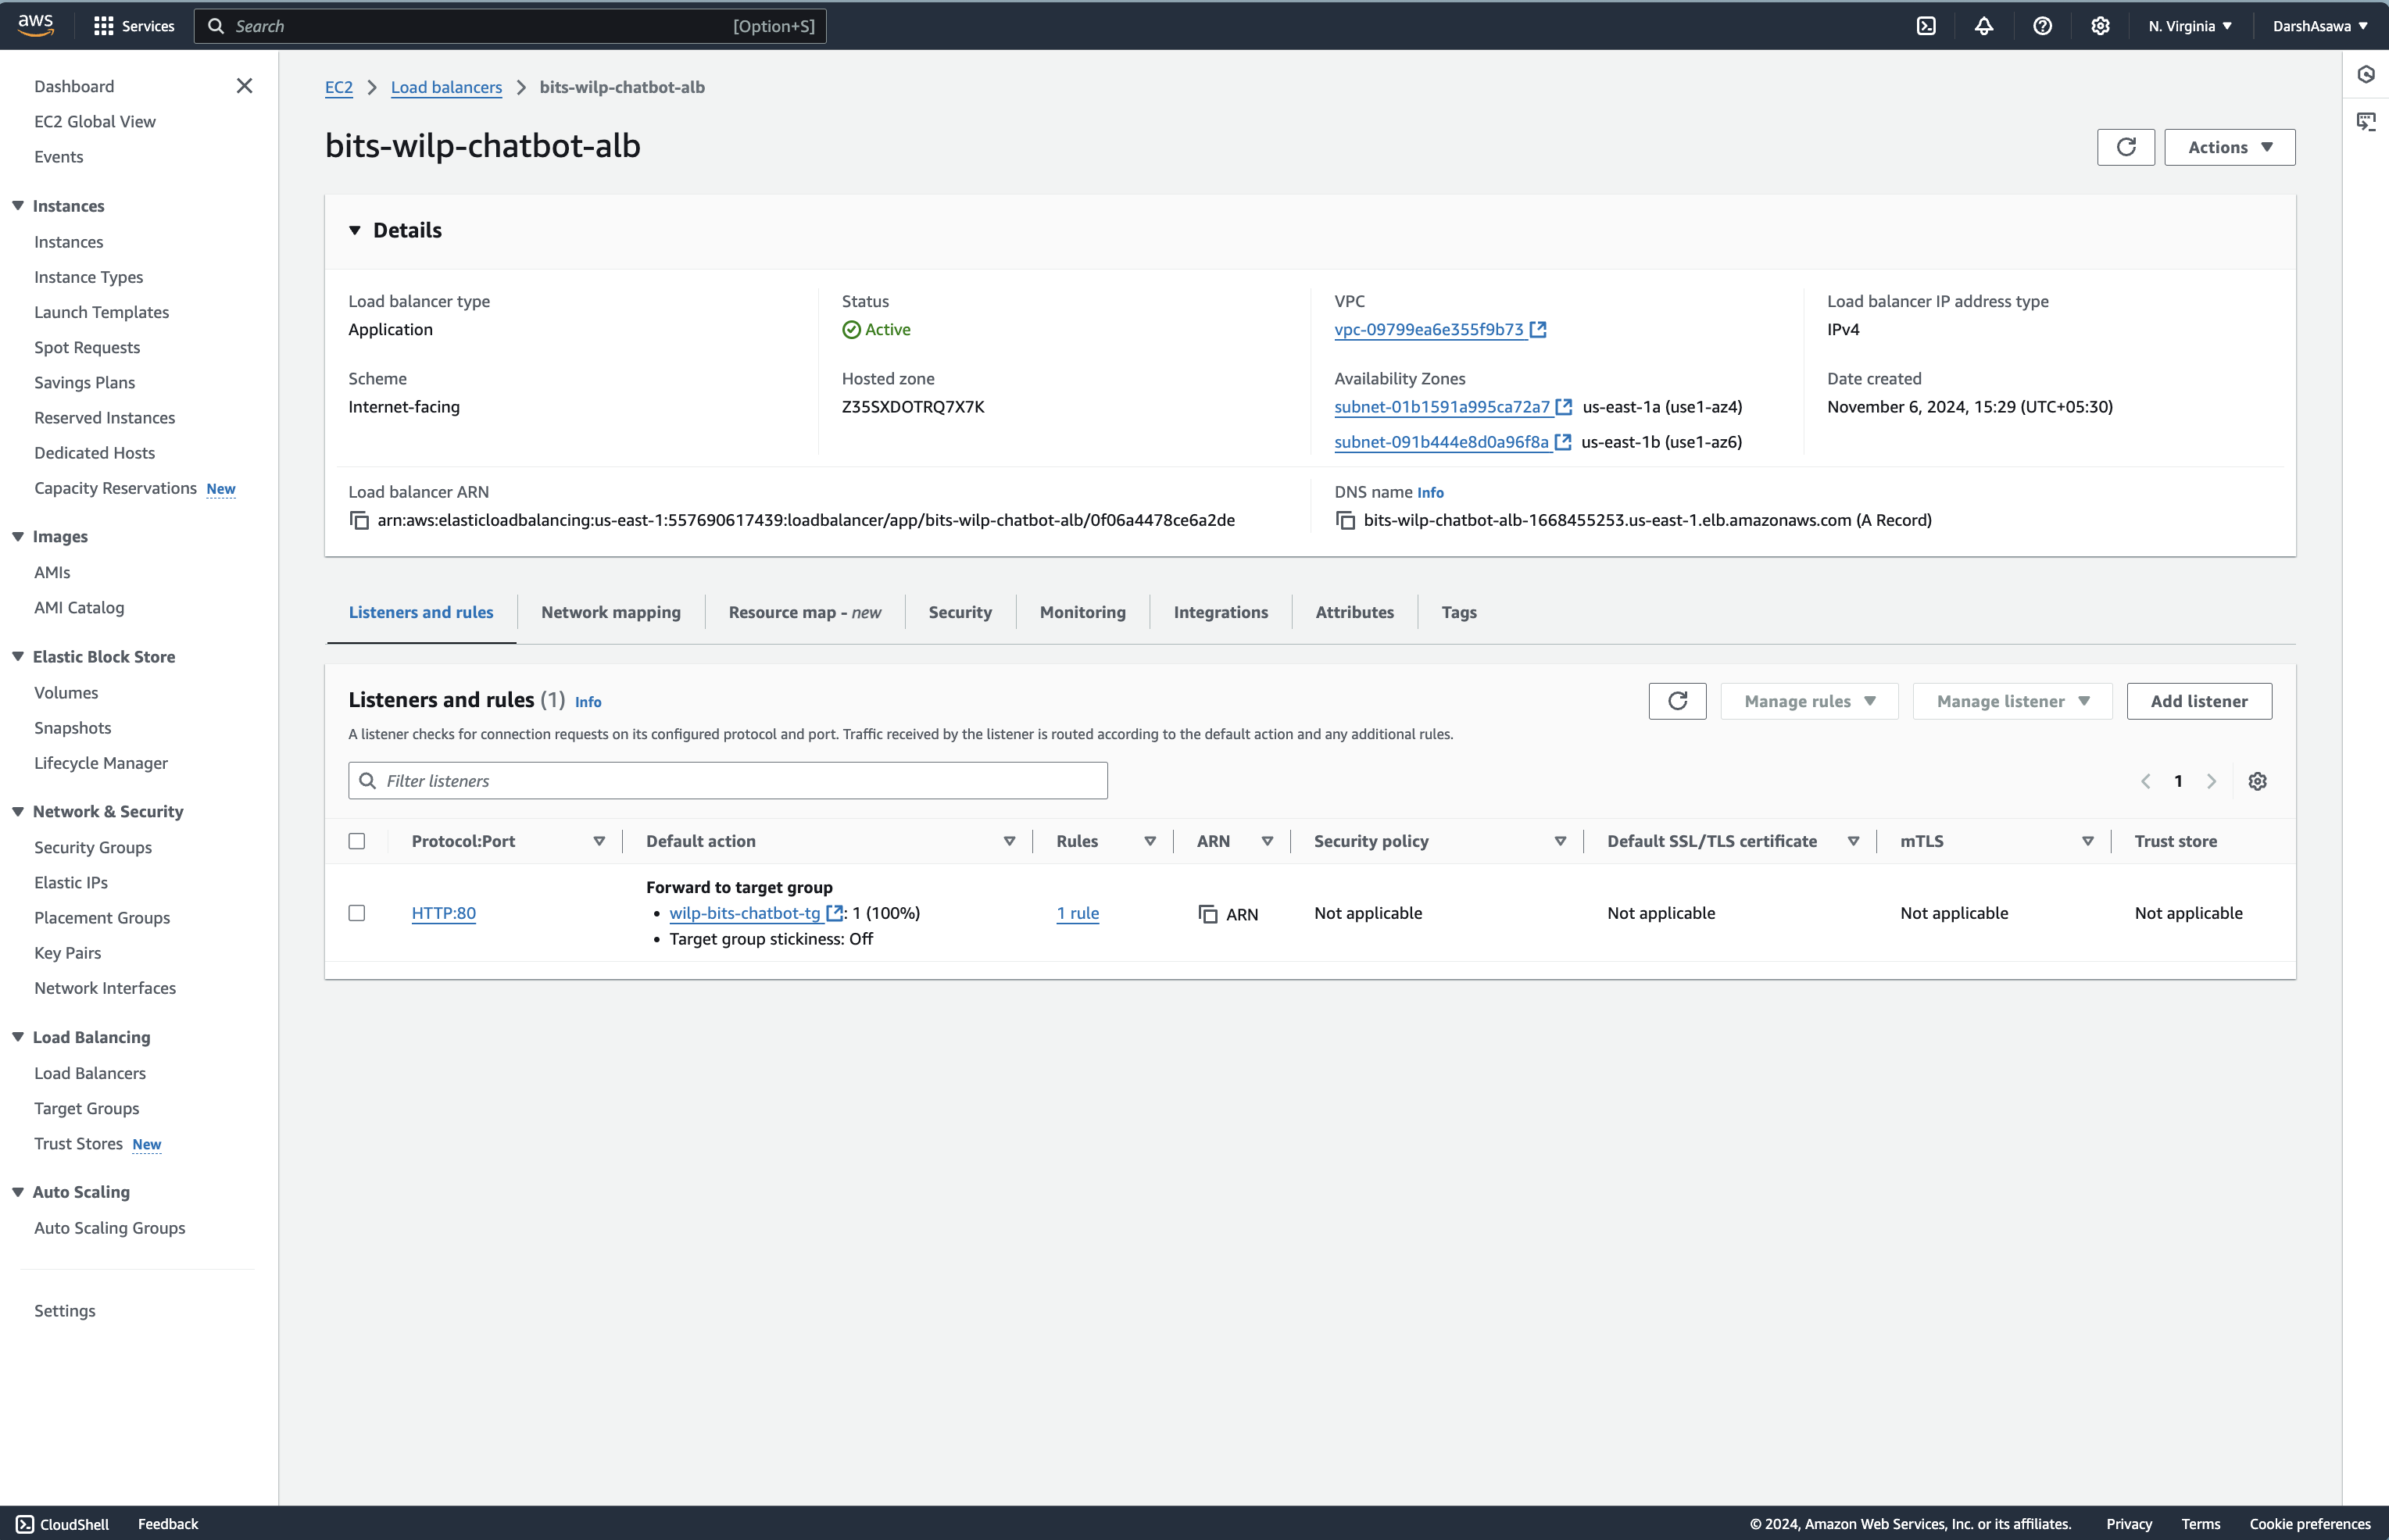 aws
Services
Search
[Option+S]
N. Virginia
DarshAsawa
Dashboard
EC2 Global View
Events
Instances
Instances
Instance Types
Launch Templates
Spot Requests
Savings Plans
Reserved Instances
Dedicated Hosts
Capacity Reservations New
Images
AMIs
AMI Catalog
Elastic Block Store
Volumes
Snapshots
Lifecycle Manager
Network & Security
Security Groups
Elastic IPs
Placement Groups
Key Pairs
Network Interfaces
Load Balancing
Load Balancers
Target Groups
Trust Stores New
Auto Scaling
Auto Scaling Groups
Settings
EC2 > Load balancers > bits-wilp-chatbot-alb
bits-wilp-chatbot-alb
Actions
Details
Load balancer type
Application
Status
Active
VPC
vpc-09799ea6e355f9b73
Load balancer IP address type
IPv4
Scheme
Internet-facing
Hosted zone
Z35SXDOTRQ7X7K
Availability Zones
subnet-01b1591a995ca72a7 us-east-1a (use1-az4)
subnet-091b444e8d0a96f8a us-east-1b (use1-az6)
Date created
November 6, 2024, 15:29 (UTC+05:30)
Load balancer ARN
arn:aws:elasticloadbalancing:us-east-1:557690617439:loadbalancer/app/bits-wilp-chatbot-alb/0f06a4478ce6a2de
DNS name Info
bits-wilp-chatbot-alb-1668455253.us-east-1.elb.amazonaws.com (A Record)
Listeners and rules
Network mapping
Resource map - new
Security
Monitoring
Integrations
Attributes
Tags
Listeners and rules (1) Info
Manage rules
Manage listener
Add listener
A listener checks for connection requests on its configured protocol and port. Traffic received by the listener is routed according to the default action and any additional rules.
Filter listeners
1
Protocol:Port
Default action
Rules
ARN
Security policy
Default SSL/TLS certificate
mTLS
Trust store
HTTP:80
Forward to target group
• wilp-bits-chatbot-tg : 1 (100%)
• Target group stickiness: Off
1 rule
ARN
Not applicable
Not applicable
Not applicable
Not applicable
CloudShell
Feedback
© 2024, Amazon Web Services, Inc. or its affiliates.
Privacy
Terms
Cookie preferences